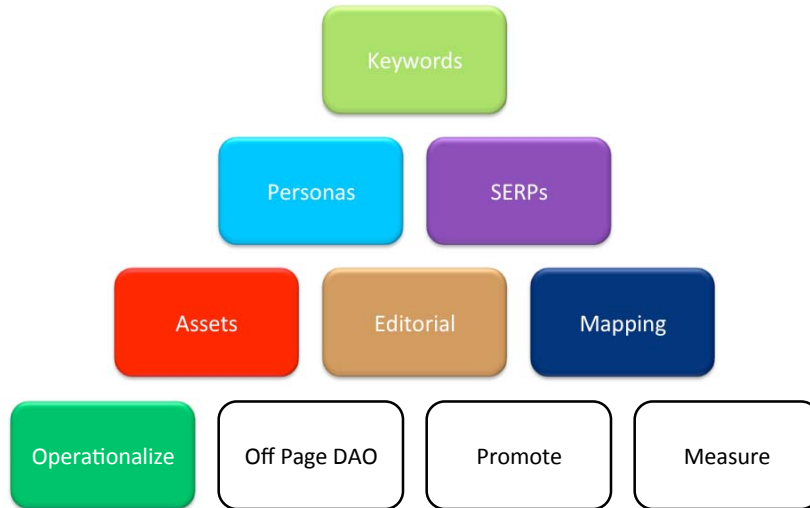 Keywords
Personas
SERPs
Assets
Editorial
Mapping
Operationalize
Off Page DAO
Promote
Measure